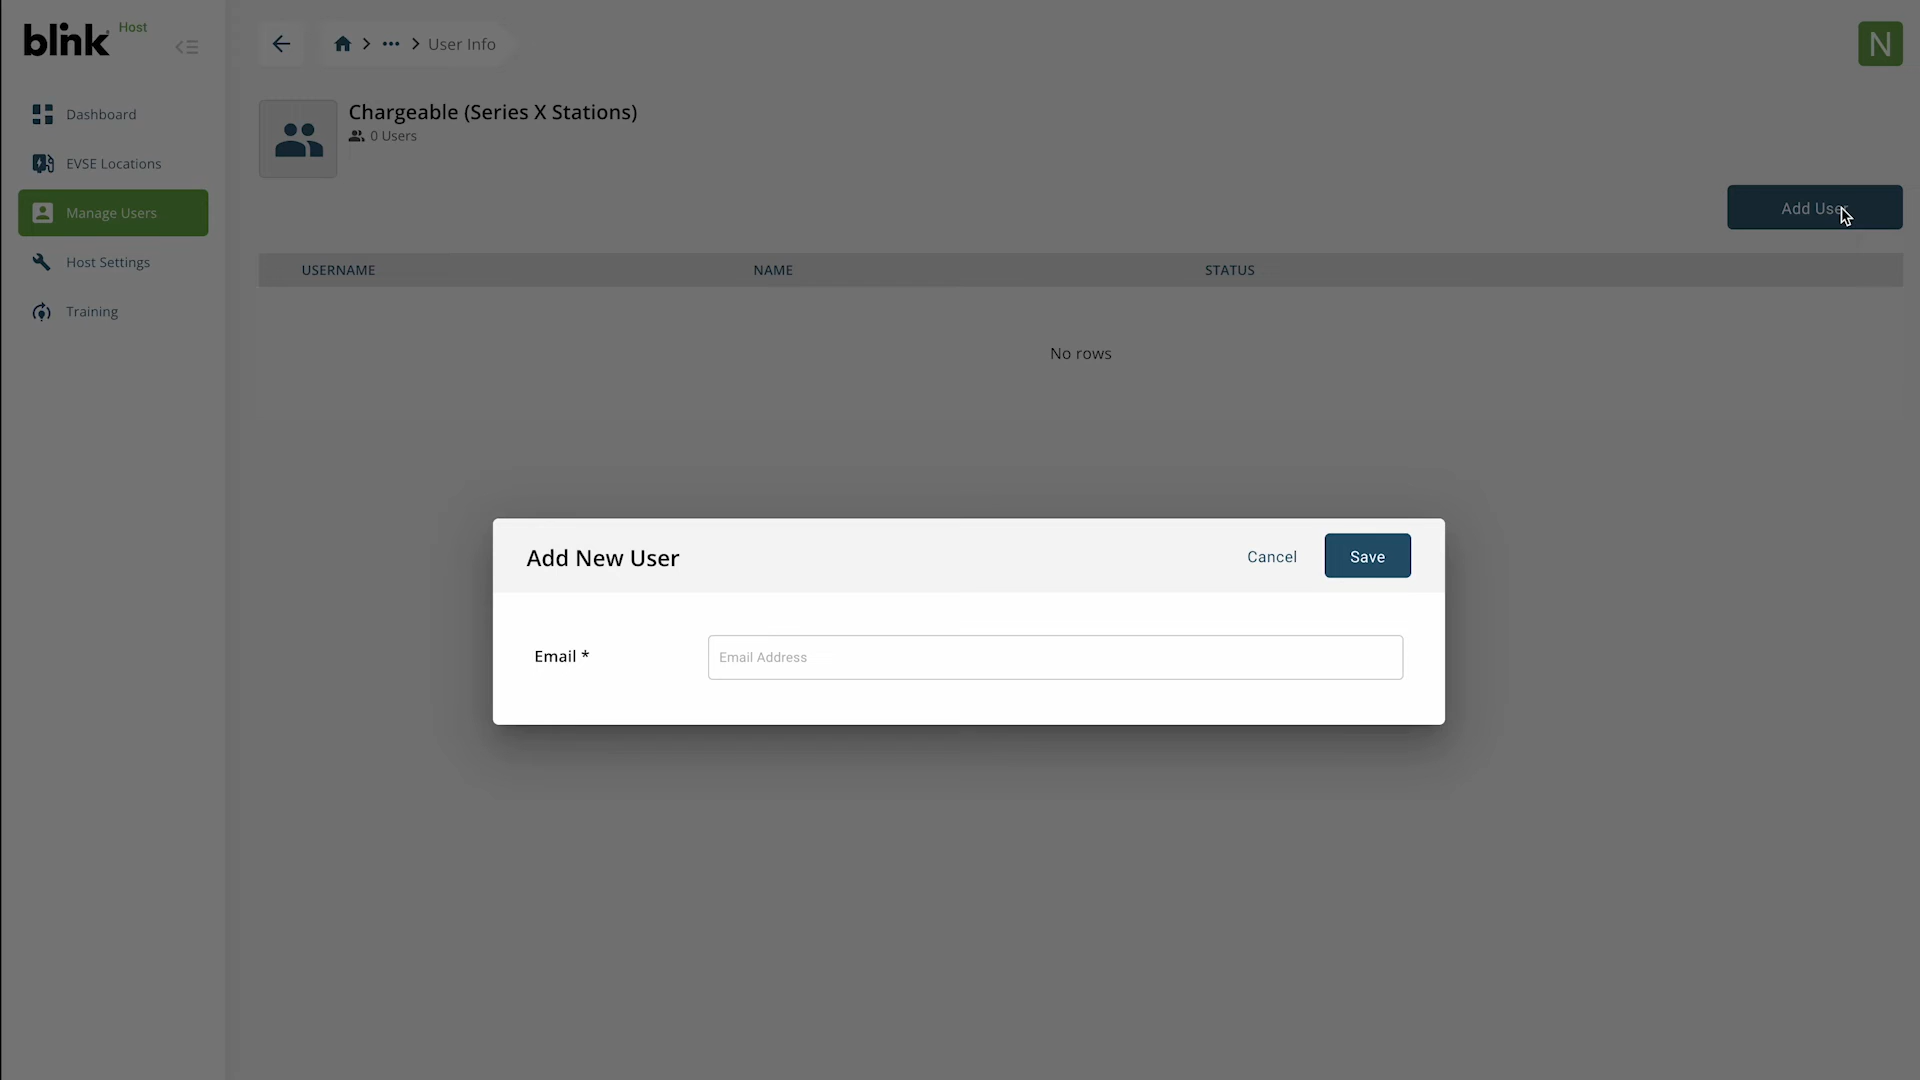 blink Host
Dashboard
EVSE Locations
Manage Users
Host Settings
Training
User Info
N
Chargeable (Series X Stations)
0 Users
Add User
USERNAME NAME STATUS
No rows
Add New User
Cancel Save
Email *
Email Address